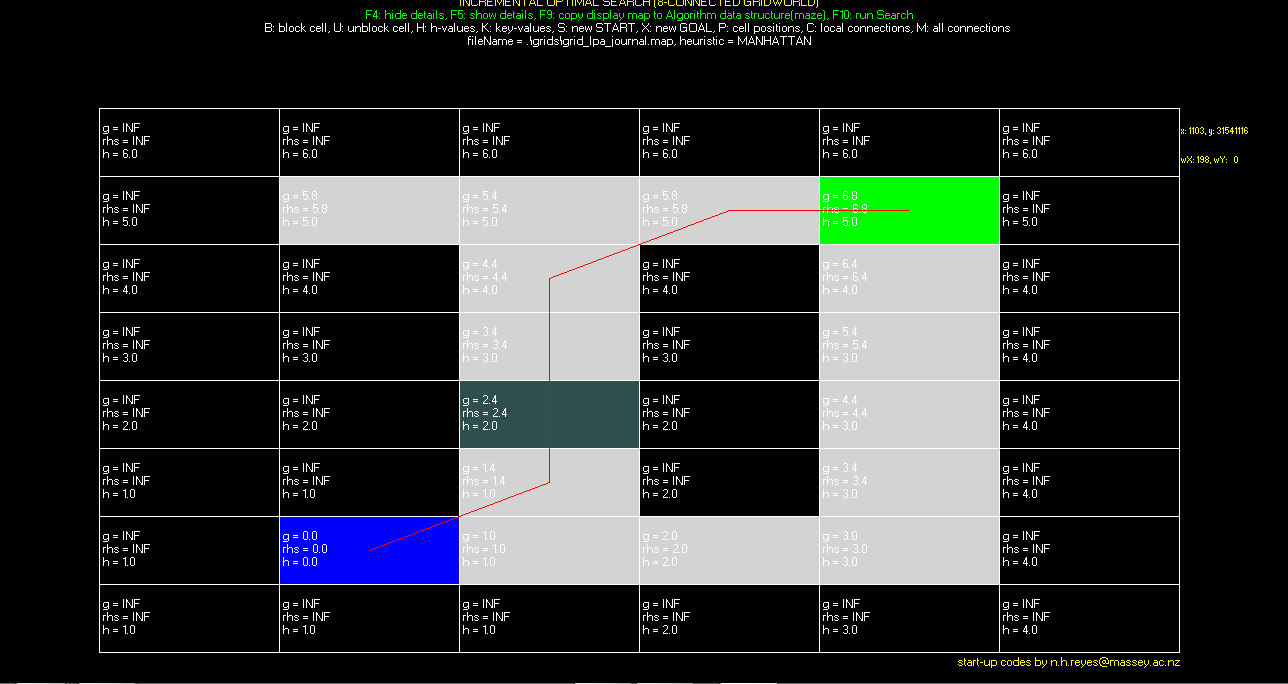 INCREMENTAL OPTIMAL SEARCH (8-CONNECTED GRIDWORLD)
F4: hide details, F5: show details, F9: copy display map to Algorithm data structure(maze), F10: run Search
B: block cell, U: unblock cell, H: h-values, K: key-values, S: new START, X: new GOAL, P: cell positions, C: local connections, M: all connections
fileName = .\grids\grid_lpa_journal.map, heuristic = MANHATTAN
g = INF g = INF g = INF g = INF g = INF g = INF
rhs = INF rhs = INF rhs = INF rhs = INF rhs = INF rhs = INF
h = 6.0 h = 6.0 h = 6.0 h = 6.0 h = 6.0 h = 6.0
x: 1103, y: 31541116
wX: 198, wY: 0
g = INF g = 5.8 g = 5.4 g = 5.8 g = 6.8 g = INF
rhs = INF rhs = 5.8 rhs = 5.4 rhs = 5.8 rhs = 6.8 rhs = INF
h = 5.0 h = 5.0 h = 5.0 h = 5.0 h = 5.0 h = 5.0
g = INF g = INF g = 4.4 g = INF g = 6.4 g = INF
rhs = INF rhs = INF rhs = 4.4 rhs = INF rhs = 6.4 rhs = INF
h = 4.0 h = 4.0 h = 4.0 h = 4.0 h = 4.0 h = 4.0
g = INF g = INF g = 3.4 g = INF g = 5.4 g = INF
rhs = INF rhs = INF rhs = 3.4 rhs = INF rhs = 5.4 rhs = INF
h = 3.0 h = 3.0 h = 3.0 h = 3.0 h = 3.0 h = 4.0
g = INF g = INF g = 2.4 g = INF g = 4.4 g = INF
rhs = INF rhs = INF rhs = 2.4 rhs = INF rhs = 4.4 rhs = INF
h = 2.0 h = 2.0 h = 2.0 h = 2.0 h = 3.0 h = 4.0
g = INF g = INF g = 1.4 g = INF g = 3.4 g = INF
rhs = INF rhs = INF rhs = 1.4 rhs = INF rhs = 3.4 rhs = INF
h = 1.0 h = 1.0 h = 1.0 h = 2.0 h = 3.0 h = 4.0
g = INF g = 0.0 g = 1.0 g = 2.0 g = 3.0 g = INF
rhs = INF rhs = 0.0 rhs = 1.0 rhs = 2.0 rhs = 3.0 rhs = INF
h = 1.0 h = 0.0 h = 1.0 h = 2.0 h = 3.0 h = 4.0
g = INF g = INF g = INF g = INF g = INF g = INF
rhs = INF rhs = INF rhs = INF rhs = INF rhs = INF rhs = INF
h = 1.0 h = 1.0 h = 1.0 h = 2.0 h = 3.0 h = 4.0
start-up codes by n.h.reyes@massey.ac.nz